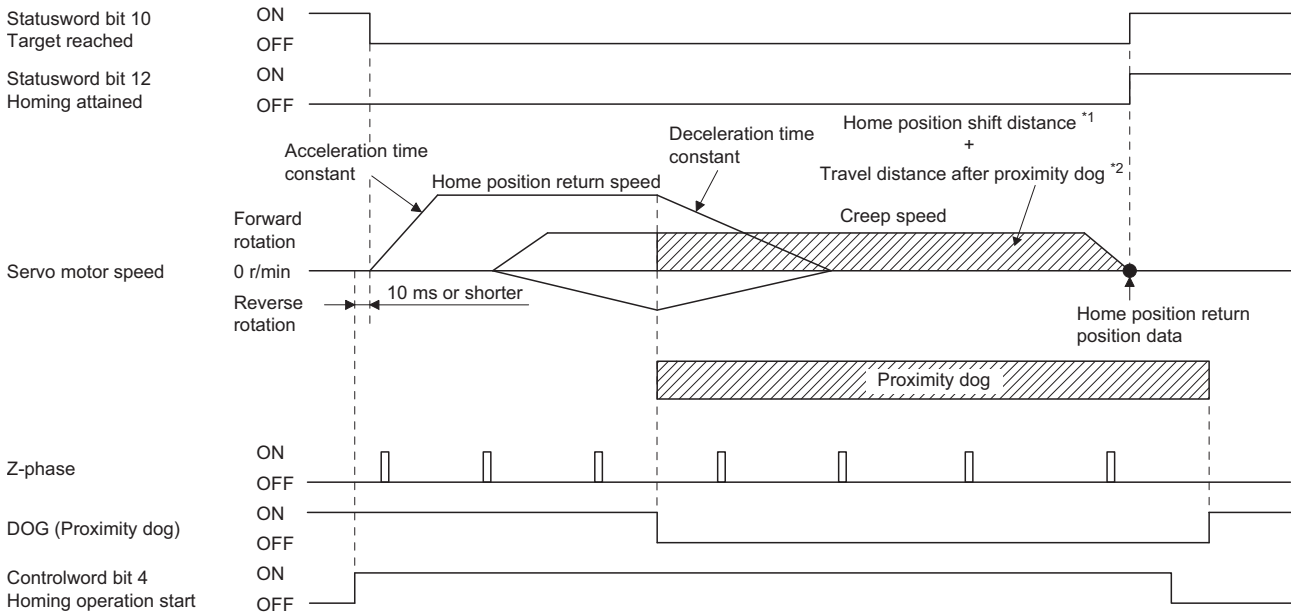 Statusword bit 10
Target reached
ON
OFF
Statusword bit 12
Homing attained
ON
OFF
Acceleration time
constant
Home position return speed
Deceleration time
constant
Home position shift distance *1
+
Travel distance after proximity dog *2
Creep speed
Servo motor speed
Forward
rotation
0 r/min
Reverse
rotation
10 ms or shorter
Home position return
position data
Proximity dog
Z-phase
ON
OFF
DOG (Proximity dog)
ON
OFF
Controlword bit 4
Homing operation start
ON
OFF